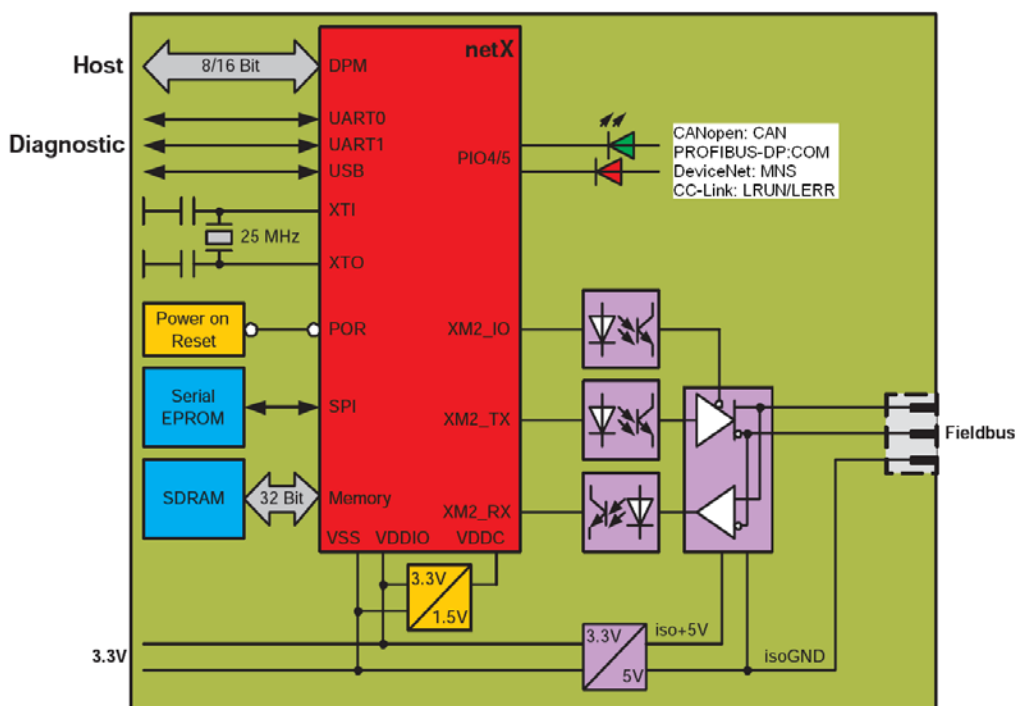 netX
Host
8/16 Bit
DPM
UART0
Diagnostic
UART1
USB
PIO4/5
CANopen: CAN
PROFIBUS-DP:COM
DeviceNet: MNS
CC-Link: LRUN/LERR
XTI
25 MHz
XTO
Power on
Reset
POR
XM2_IO
Serial
EPROM
SPI
XM2_TX
Fieldbus
SDRAM
32 Bit
Memory
XM2_RX
VSS
VDDIO
VDDC
3.3V
1.5V
3.3V
3.3V
5V
iso+5V
isoGND